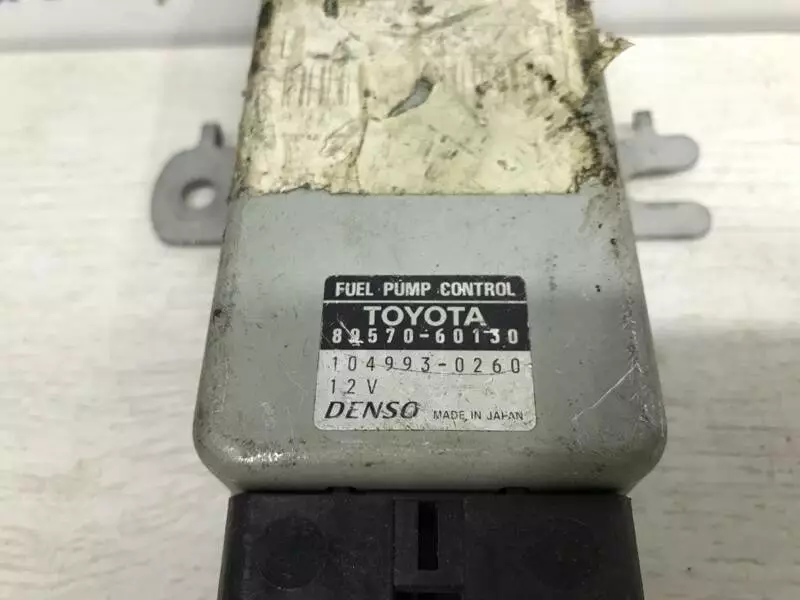 FUEL PUMP CONTROL
TOYOTA
89570-60130
104993-0260
12V
DENSO MADE IN JAPAN